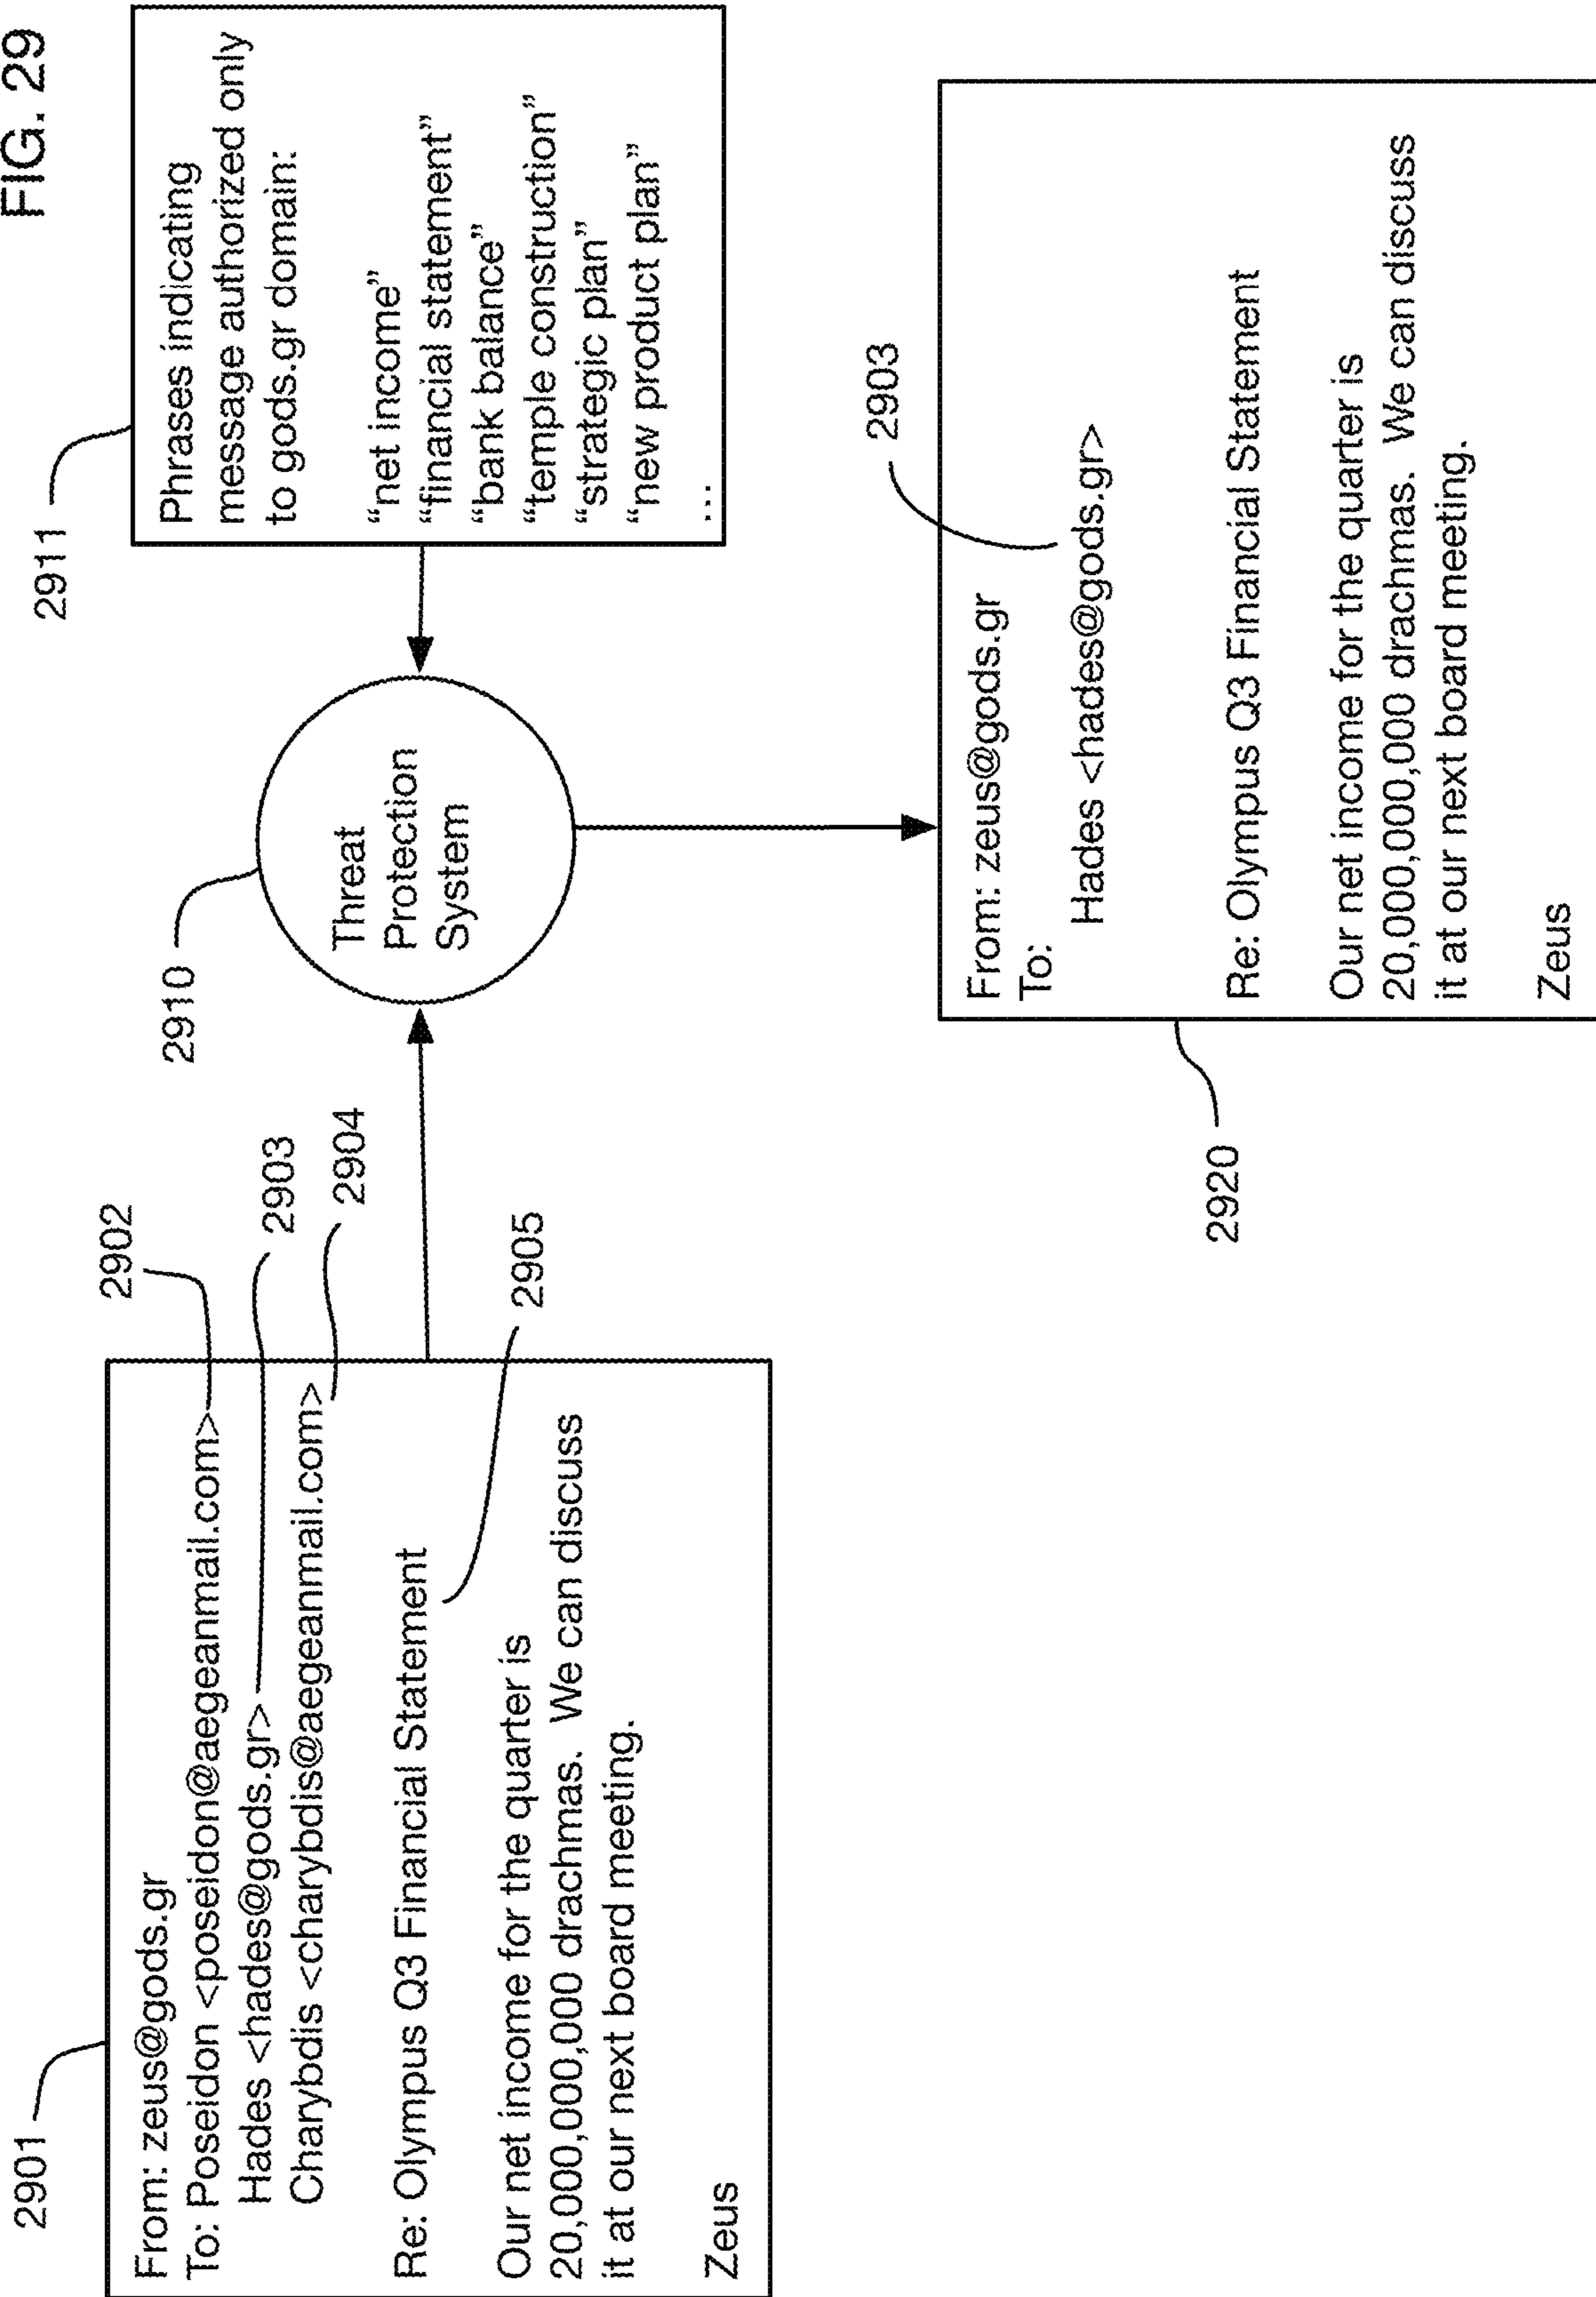 FIG. 29
2901
From: zeus@gods.gr
To: Poseidon <poseidon@aegeanmail.com>
Hades <hades@gods.gr>
Charybdis <charybdis@aegeanmail.com>
Re: Olympus Q3 Financial Statement
Our net income for the quarter is
20,000,000,000 drachmas. We can discuss
it at our next board meeting.
Zeus
2902
2903
2904
2905
2910
Threat
Protection
System
2911
Phrases indicating
message authorized only
to gods.gr domain:
“net income”
“financial statement”
“bank balance”
“temple construction”
“strategic plan”
“new product plan”
...
2920
From: zeus@gods.gr
To:
Hades <hades@gods.gr>
2903
Re: Olympus Q3 Financial Statement
Our net income for the quarter is
20,000,000,000 drachmas. We can discuss
it at our next board meeting.
Zeus